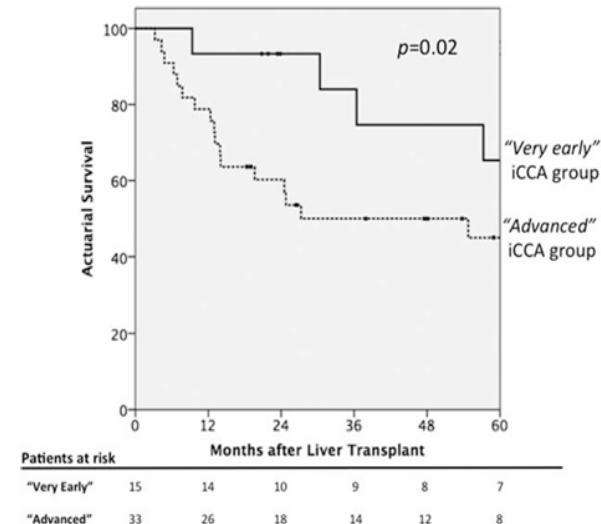 100
80
60
40
20
0
Actuarial Survival
p=0.02
"Very early"
iCCA group
"Advanced"
iCCA group
0 12 24 36 48 60
Months after Liver Transplant
Patients at risk
"Very Early" 15 14 10 9 8 7
"Advanced" 33 26 18 14 12 8